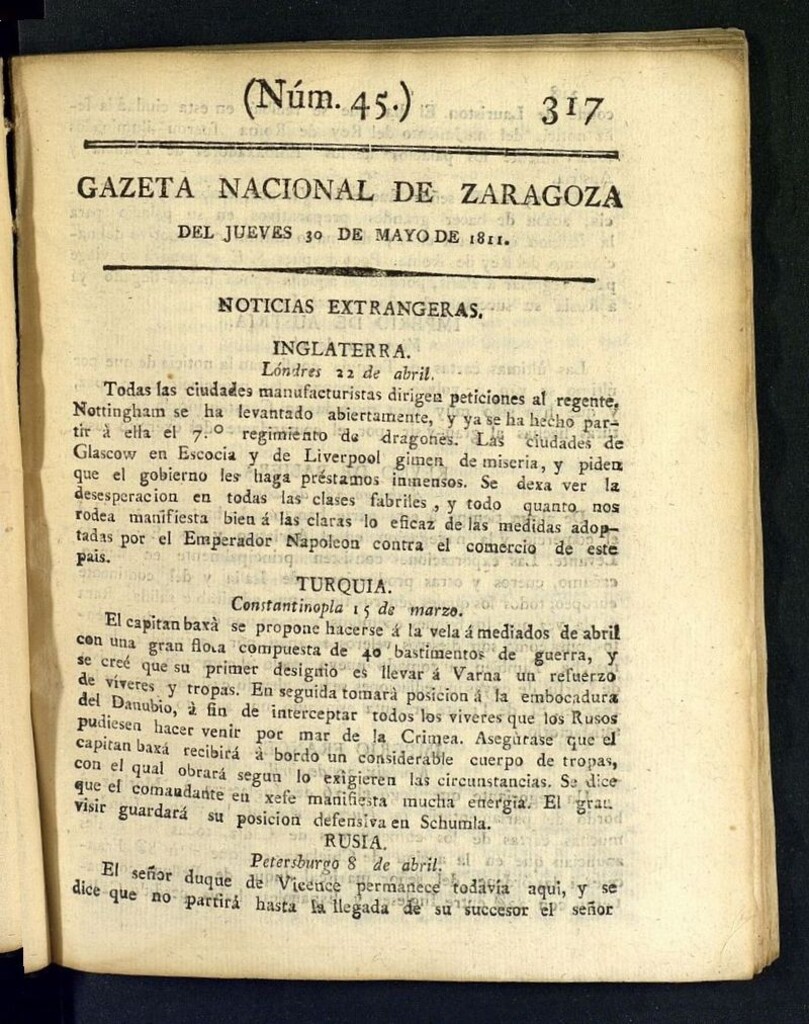 (Núm. 45.) 317
GAZETA NACIONAL DE ZARAGOZA
DEL JUEVES 30 DE MAYO DE 1811.
NOTICIAS EXTRANGERAS.
INGLATERRA.
Lóndres 22 de abril.
Todas las ciudades manufacturistas dirigen peticiones al regente.
Nottingham se ha levantado abiertamente, y ya se ha hecho par-
tir à ella el 7.º regimiento de dragones. Las ciudades de
Glascow en Escocia y de Liverpool gimen de miseria, y piden
que el gobierno les haga préstamos inmensos. Se dexa ver la
desesperacion en todas las clases fabriles, y todo quanto nos
rodea manifiesta bien á las claras lo eficaz de las medidas adop-
tadas por el Emperador Napoleon contra el comercio de este
pais.
TURQUIA.
Constantinopla 15 de marzo.
El capitan baxà se propone hacerse á la vela á mediados de abril
con una gran flota compuesta de 40 bastimentos de guerra, y
se creé que su primer designio es llevar á Varna un refuerzo
de víveres y tropas. En seguida tomará posicion á la embocadura
del Danubio, à fin de interceptar todos los viveres que los Rusos
pudiesen hacer venir por mar de la Crimea. Asegúrase que el
capitan baxá recibirá à bordo un considerable cuerpo de tropas,
con el qual obrará segun lo exigieren las circunstancias. Se dice
que el comandante en xefe manifiesta mucha energia. El gran
visir guardará su posicion defensiva en Schumla.
RUSIA.
Petersburgo 8 de abril.
El señor duque de Vicence permanece todavia aqui, y se
dice que no partirá hasta la llegada de su succesor el señor